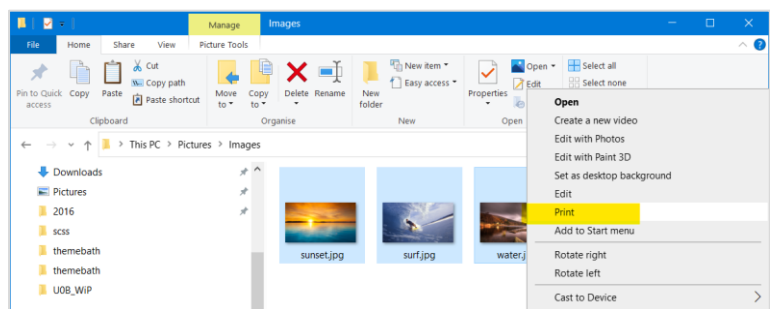 Manage Images
File Home Share View Picture Tools
Pin to Quick access
Copy
Paste
Cut
Copy path
Paste shortcut
Clipboard
Move to
Copy to
Delete
Rename
Organise
New folder
New item
Easy access
New
Properties
Open
Edit
Open
Select all
Select none
This PC > Pictures > Images
Downloads
Pictures
2016
scss
themebath
themebath
U0B_WiP
sunset.jpg
surf.jpg
water.j
Open
Create a new video
Edit with Photos
Edit with Paint 3D
Set as desktop background
Edit
Print
Add to Start menu
Rotate right
Rotate left
Cast to Device